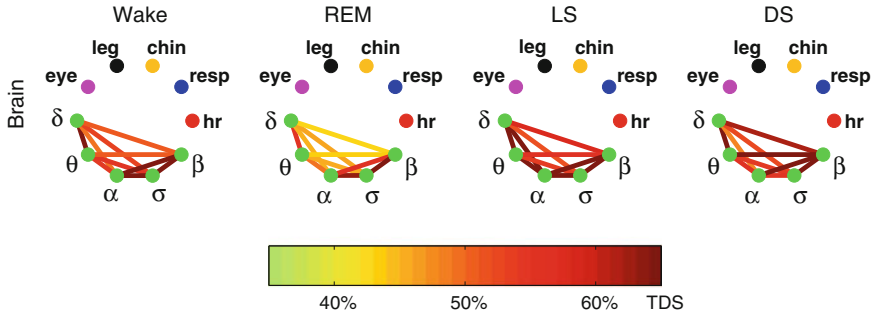 Wake REM LS DS
Brain
leg chin leg chin leg chin leg chin
eye resp eye resp eye resp eye resp
δ hr δ hr δ hr δ hr
θ β θ β θ β θ β
α σ α σ α σ α σ
40% 50% 60% TDS